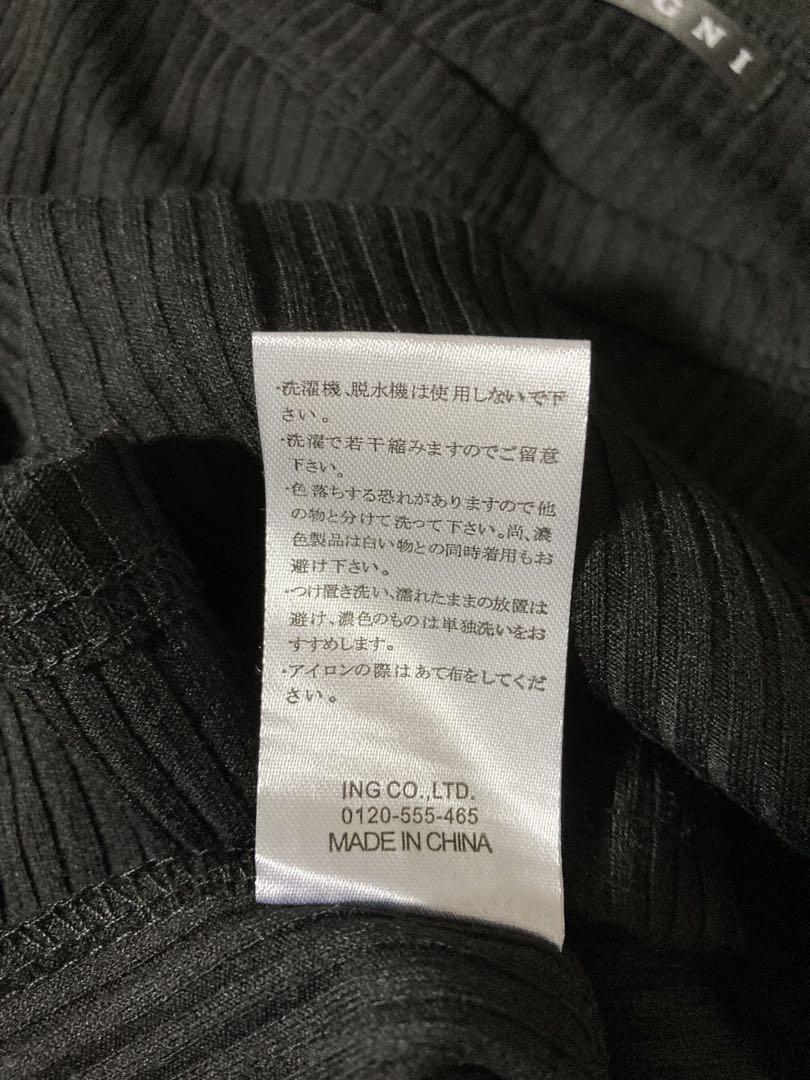 GNI
·洗濯機、脱水機は使用しないで下
さい。
·洗濯で若干縮みますのでご留意
下さい。
·色落ちする恐れがありますので他
の物と分けて洗つて下さい。尚、濃
色製品は白い物との同時着用もお
避け下さい。
·つけ置き洗い、濡れたままの放置は
避け、濃色のものは単独洗いをお
すすめします。
·アイロンの際はあて布をしてくだ
さい。
ING CO.,LTD.
0120-555-465
MADE IN CHINA